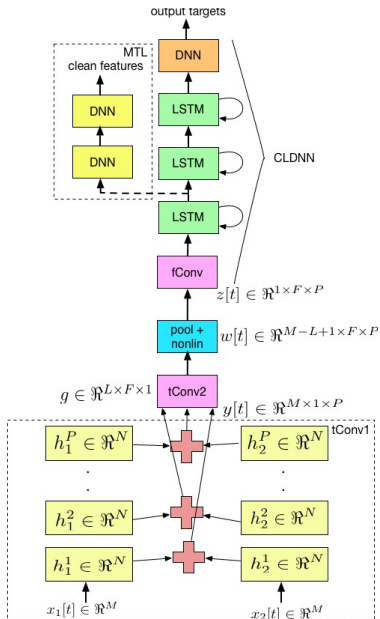 output targets
MTL
clean features
DNN
DNN
LSTM
DNN
LSTM
CLDNN
LSTM
fConv
z[t] ∈ ℜ^{1×F×P}
pool +
nonlin
w[t] ∈ ℜ^{M−L+1×F×P}
g ∈ ℜ^{L×F×1}
tConv2
y[t] ∈ ℜ^{M×1×P}
tConv1
h_1^P ∈ ℜ^N
h_2^P ∈ ℜ^N
. .
. .
h_1^2 ∈ ℜ^N
h_2^2 ∈ ℜ^N
h_1^1 ∈ ℜ^N
h_2^1 ∈ ℜ^N
x_1[t] ∈ ℜ^M
x_2[t] ∈ ℜ^M